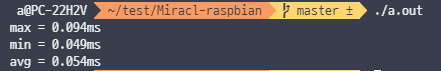 a@PC-22H2V ~/test/Miracl-raspbian master ± ./a.out
max = 0.094ms
min = 0.049ms
avg = 0.054ms